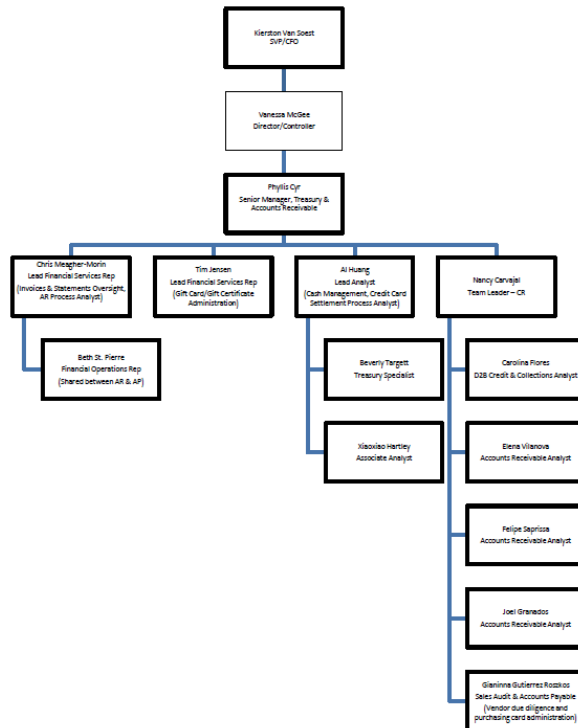 Kierston Van Soest
SVP/CFO
Vanessa McGee
Director/Controller
Phyllis Cyr
Senior Manager, Treasury &
Accounts Receivable
Chris Meagher-Morin
Lead Financial Services Rep
(Invoices & Statements Oversight,
AR Process Analyst)
Tim Jensen
Lead Financial Services Rep
(Gift Card/Gift Certificate
Administration)
Al Huang
Lead Analyst
(Cash Management, Credit Card
Settlement Process Analyst)
Nancy Carvajal
Team Leader – CR
Beth St. Pierre
Financial Operations Rep
(Shared between AR & AP)
Beverly Targett
Treasury Specialist
Xiaoxiao Hartley
Associate Analyst
Carolina Flores
D2B Credit & Collections Analyst
Elena Vilanova
Accounts Receivable Analyst
Felipe Saprissa
Accounts Receivable Analyst
Joel Granados
Accounts Receivable Analyst
Gianinna Gutierrez Roszkos
Sales Audit & Accounts Payable
(Vendor due diligence and
purchasing card administration)